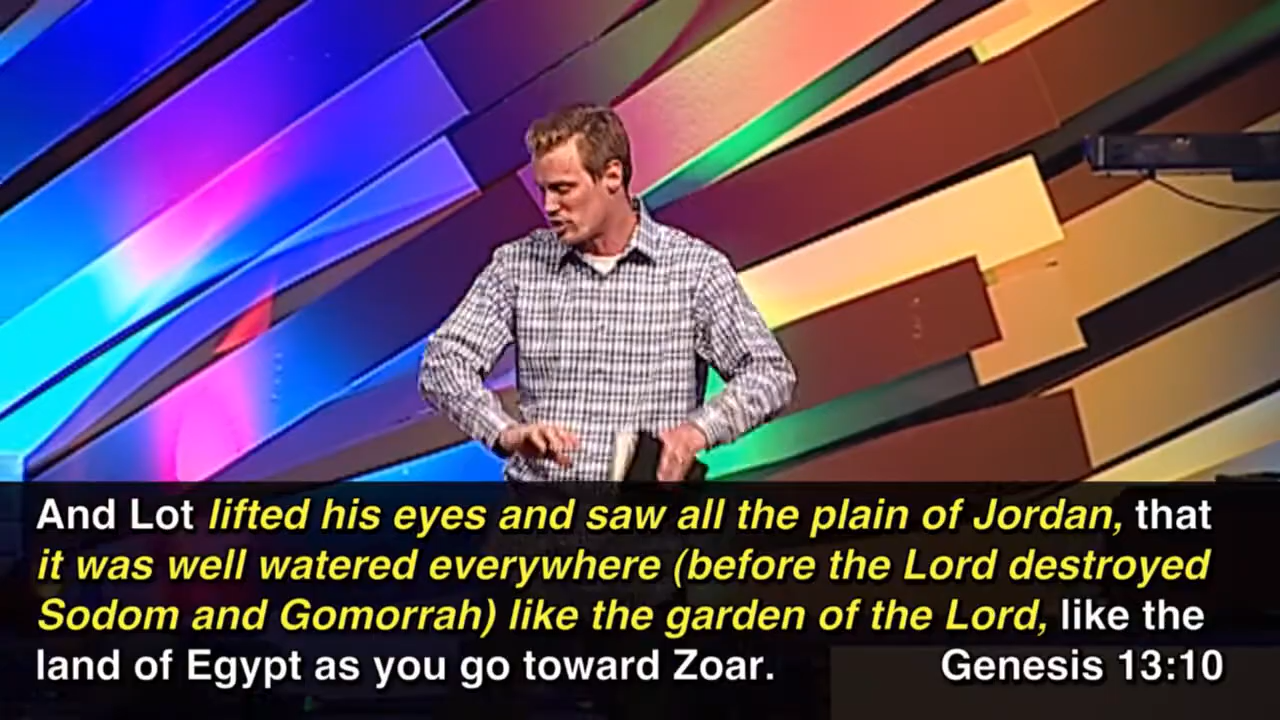 And Lot lifted his eyes and saw all the plain of Jordan, that
it was well watered everywhere (before the Lord destroyed
Sodom and Gomorrah) like the garden of the Lord, like the
land of Egypt as you go toward Zoar. Genesis 13:10